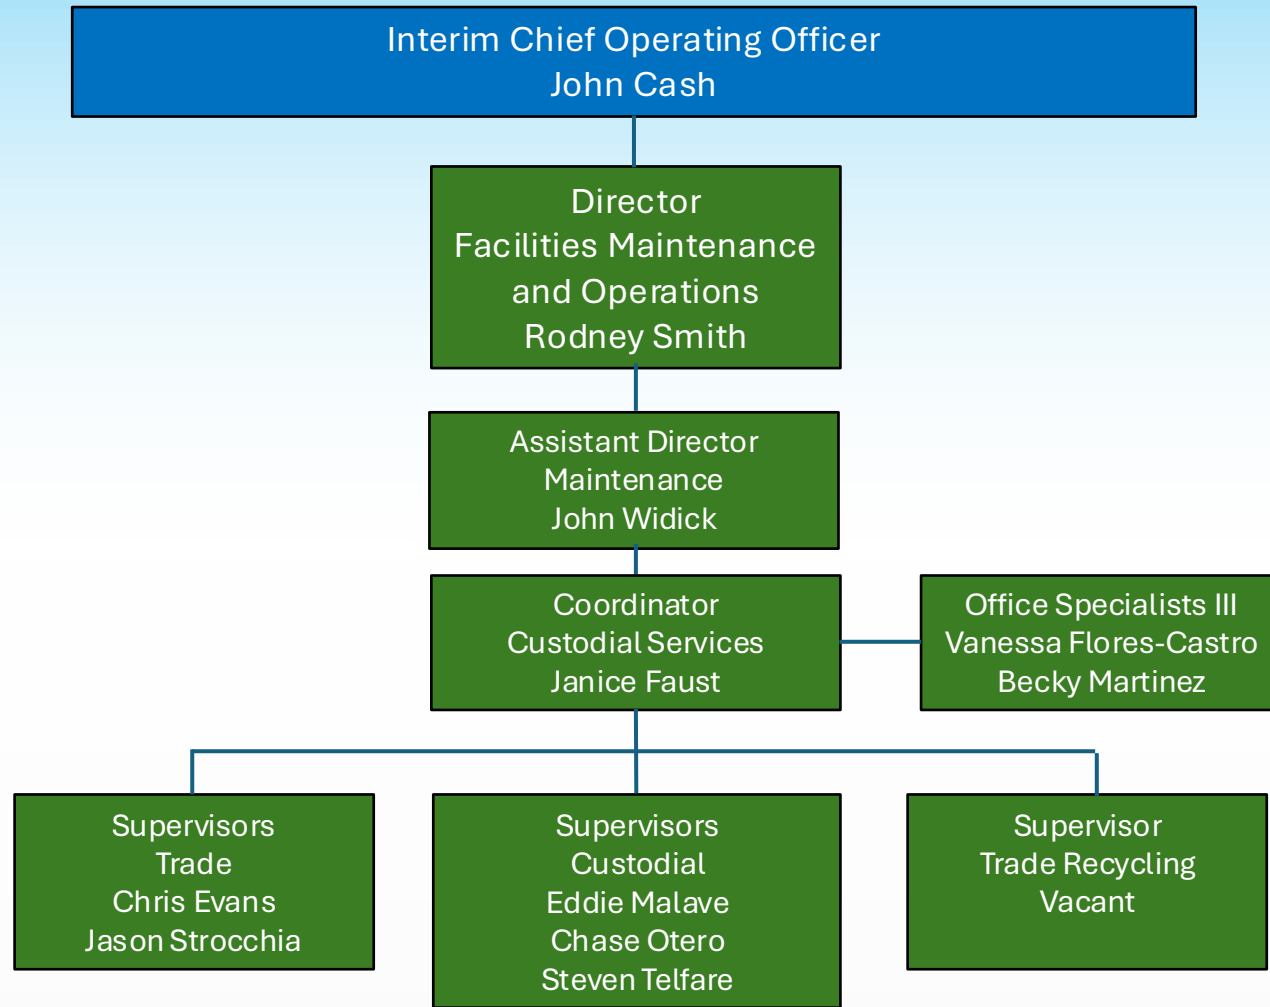 Interim Chief Operating Officer
John Cash
Director
Facilities Maintenance
and Operations
Rodney Smith
Assistant Director
Maintenance
John Widick
Coordinator
Custodial Services
Janice Faust
Office Specialists III
Vanessa Flores-Castro
Becky Martinez
Supervisors
Trade
Chris Evans
Jason Strocchia
Supervisors
Custodial
Eddie Malave
Chase Otero
Steven Telfare
Supervisor
Trade Recycling
Vacant